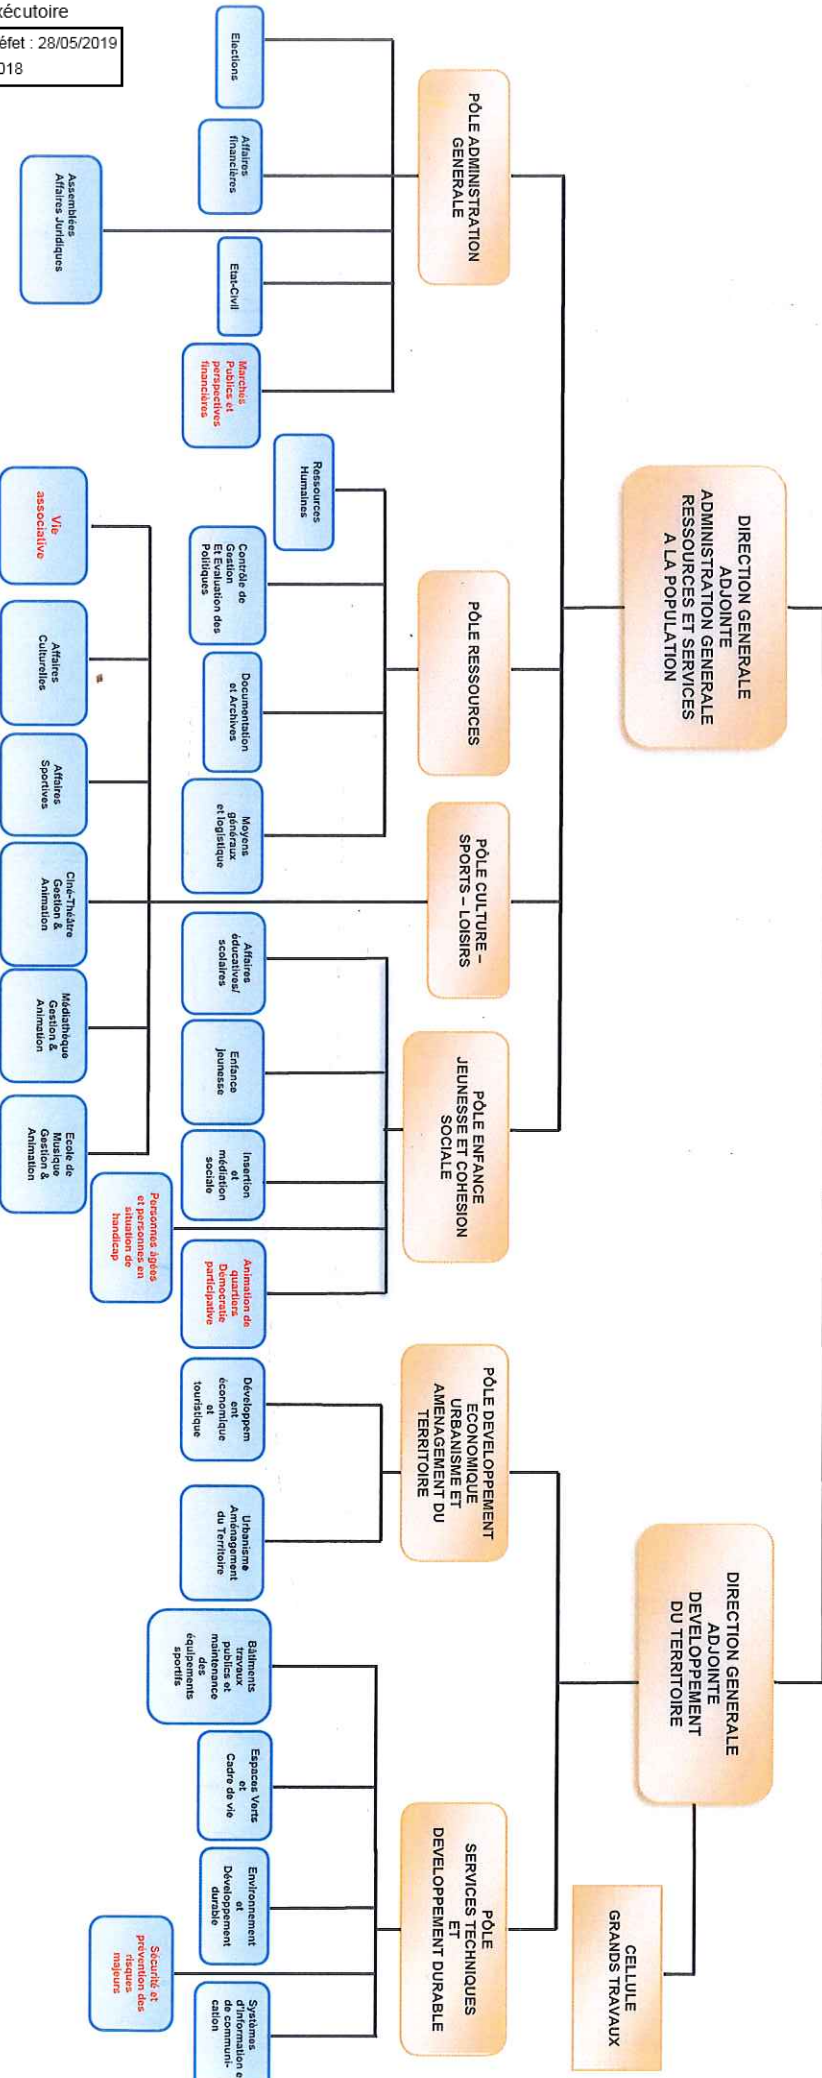 xécutoire
éfet : 28/05/2019
018
DIRECTION GENERALE
ADJOINTE
ADMINISTRATION GENERALE
RESSOURCES ET SERVICES
A LA POPULATION
DIRECTION GENERALE
ADJOINTE
DEVELOPPEMENT
DU TERRITOIRE
CELLULE
GRANDS TRAVAUX
PÔLE ADMINISTRATION
GENERALE
PÔLE RESSOURCES
PÔLE CULTURE –
SPORTS – LOISIRS
PÔLE ENFANCE
JEUNESSE ET COHESION
SOCIALE
PÔLE DEVELOPPEMENT
ECONOMIQUE
URBANISME ET
AMENAGEMENT DU
TERRITOIRE
PÔLE
SERVICES TECHNIQUES
ET
DEVELOPPEMENT DURABLE
Elections
Affaires
financières
Assemblées
Affaires Juridiques
Etat-Civil
Marchés
Publics et
perspectives
financières
Ressources
Humaines
Contrôle de
Gestion
Et Evaluation des
Politiques
Documentation
et Archives
Moyens
généraux
et logistique
Vie
associative
Affaires
Culturelles
Affaires
Sportives
Ciné-Théâtre
Gestion &
Animation
Médiathèque
Gestion &
Animation
Ecole de
Musique
Gestion &
Animation
Affaires
éducatives/
scolaires
Enfance
jeunesse
Insertion
et
médiation
sociale
Personnes âgées
et personnes en
situation de
handicap
Animation de
quartiers
Démocratie
participative
Développem
ent
économique
et
touristique
Urbanisme
Aménagement
du Territoire
Bâtiments
travaux
publics et
maintenance
des
équipements
sportifs
Espaces Verts
et
Cadre de vie
Environnement
et
Développement
durable
Sécurité et
prévention des
risques
majeurs
Systèmes
d'information e
de communi-
cation